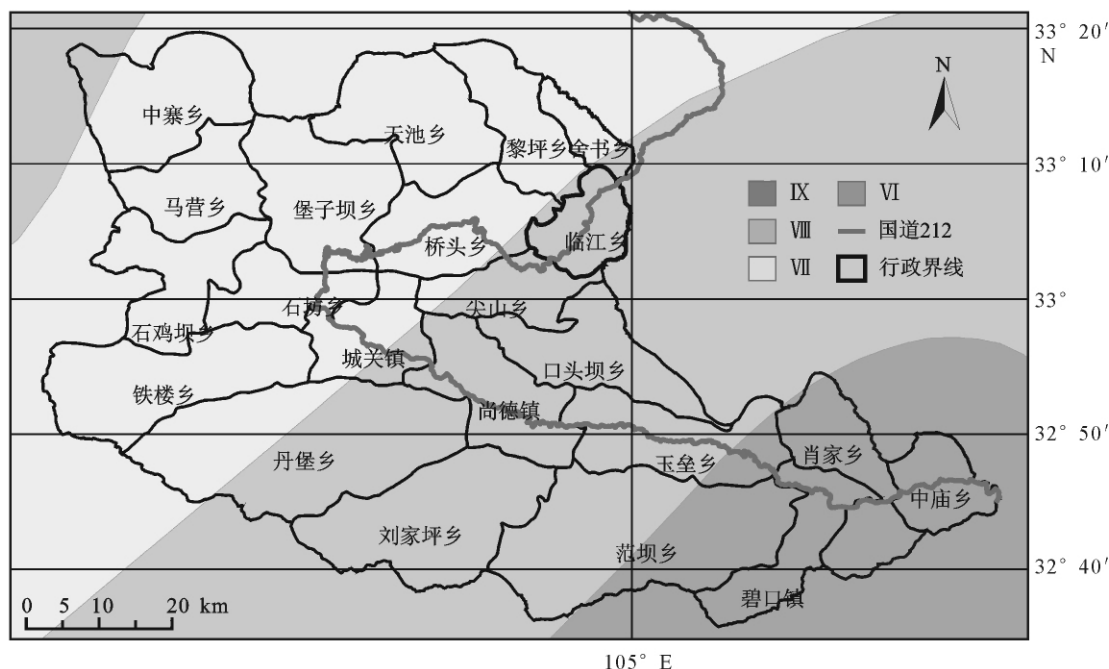 33° 20′
N
N
中寨乡
天池乡
黎坪乡
舍书乡
33° 10′
Ⅸ
Ⅵ
马营乡
堡子坝乡
桥头乡
临江乡
Ⅷ
国道212
Ⅶ
行政界线
33°
石坊乡
尖山乡
石鸡坝乡
城关镇
口头坝乡
铁楼乡
尚德镇
32° 50′
丹堡乡
玉垒乡
肖家乡
中庙乡
刘家坪乡
范坝乡
32° 40′
碧口镇
0 5 10 20 km
105° E